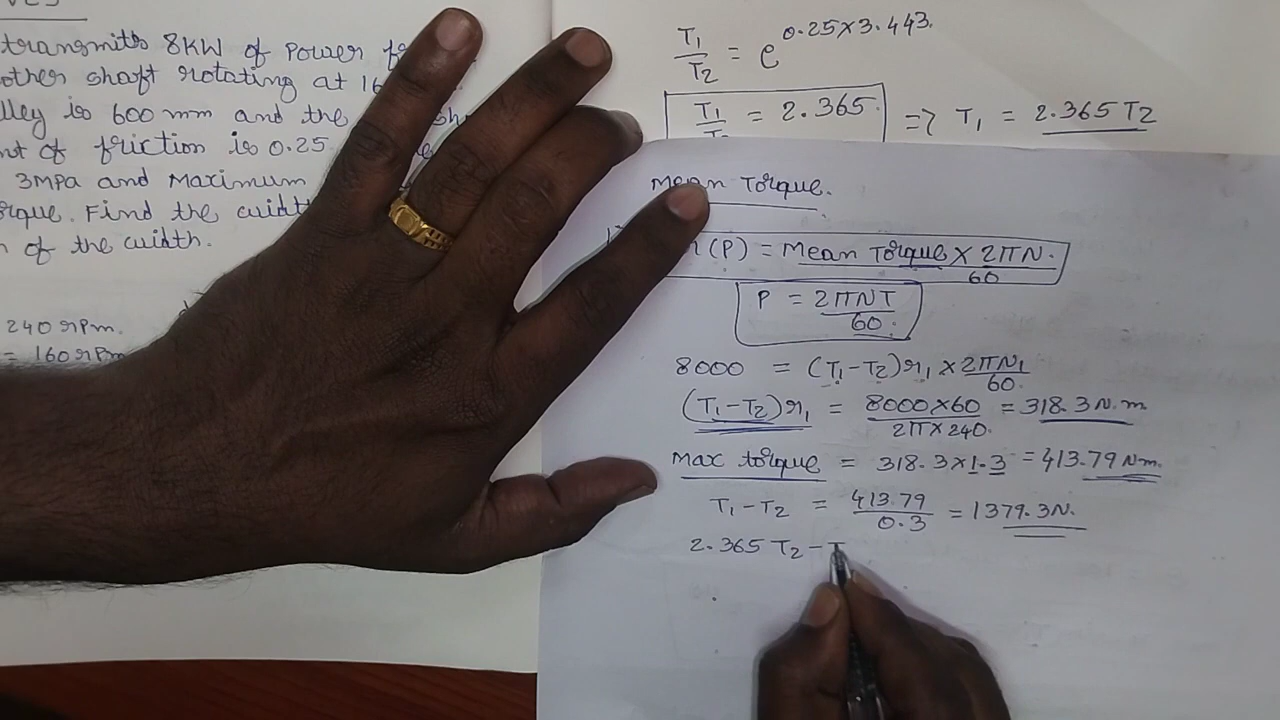 transmits 8KW of Power
other shaft rotating at 16
is 600 mm and the
of friction is 0.25
3MPa and Maximum
Find the width
of the width.
240 rpm.
= 160 rpm
T1/T2 = e^0.25×3.443.
T1/T2 = 2.365. => T1 = 2.365 T2
Mean Torque.
(P) = Mean Torque × 2πN. / 60
P = 2πNT / 60.
8000 = (T1-T2)r1 × 2πN1 / 60.
(T1-T2)r1 = 8000×60 / 2π×240. = 318.3 N.m
Max torque = 318.3×1.3 = 413.79 Nm.
T1-T2 = 413.79 / 0.3 = 1379.3N.
2.365 T2 - T